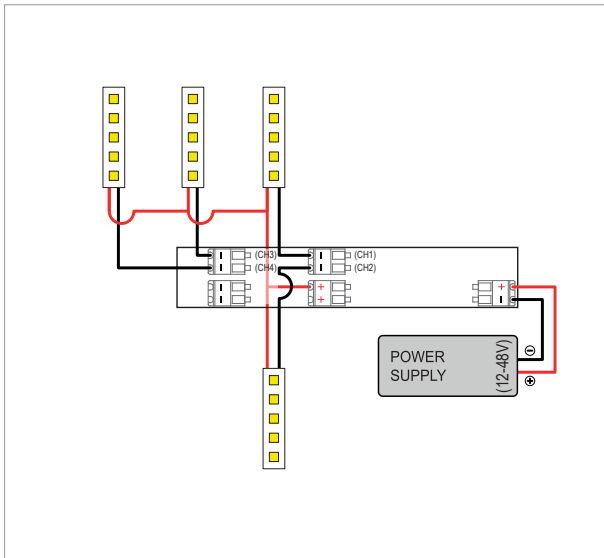 (CH3)
(CH4)
(CH1)
(CH2)
+
+
+
POWER
SUPPLY
(12-48V)